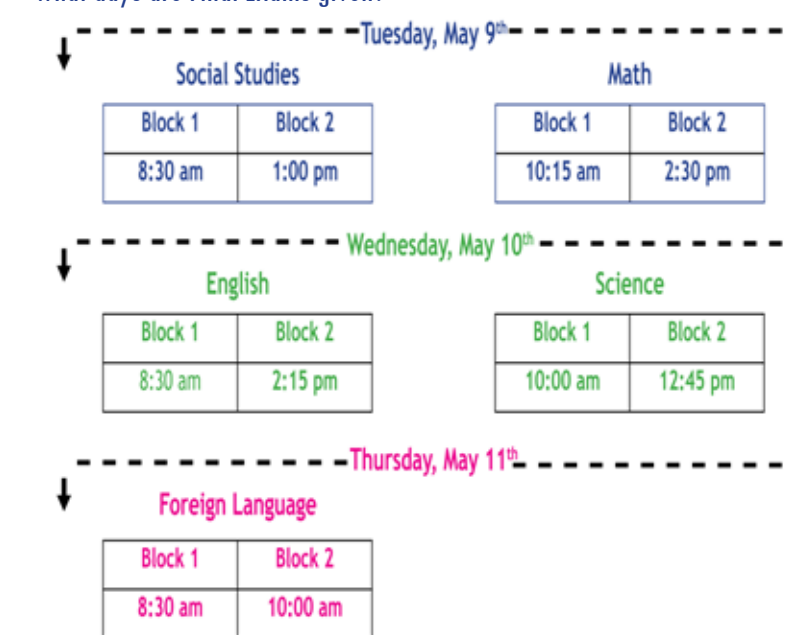 Tuesday, May 9th
Social Studies Math
Block 1 Block 2 Block 1 Block 2
8:30 am 1:00 pm 10:15 am 2:30 pm
Wednesday, May 10th
English Science
Block 1 Block 2 Block 1 Block 2
8:30 am 2:15 pm 10:00 am 12:45 pm
Thursday, May 11th
Foreign Language
Block 1 Block 2
8:30 am 10:00 am